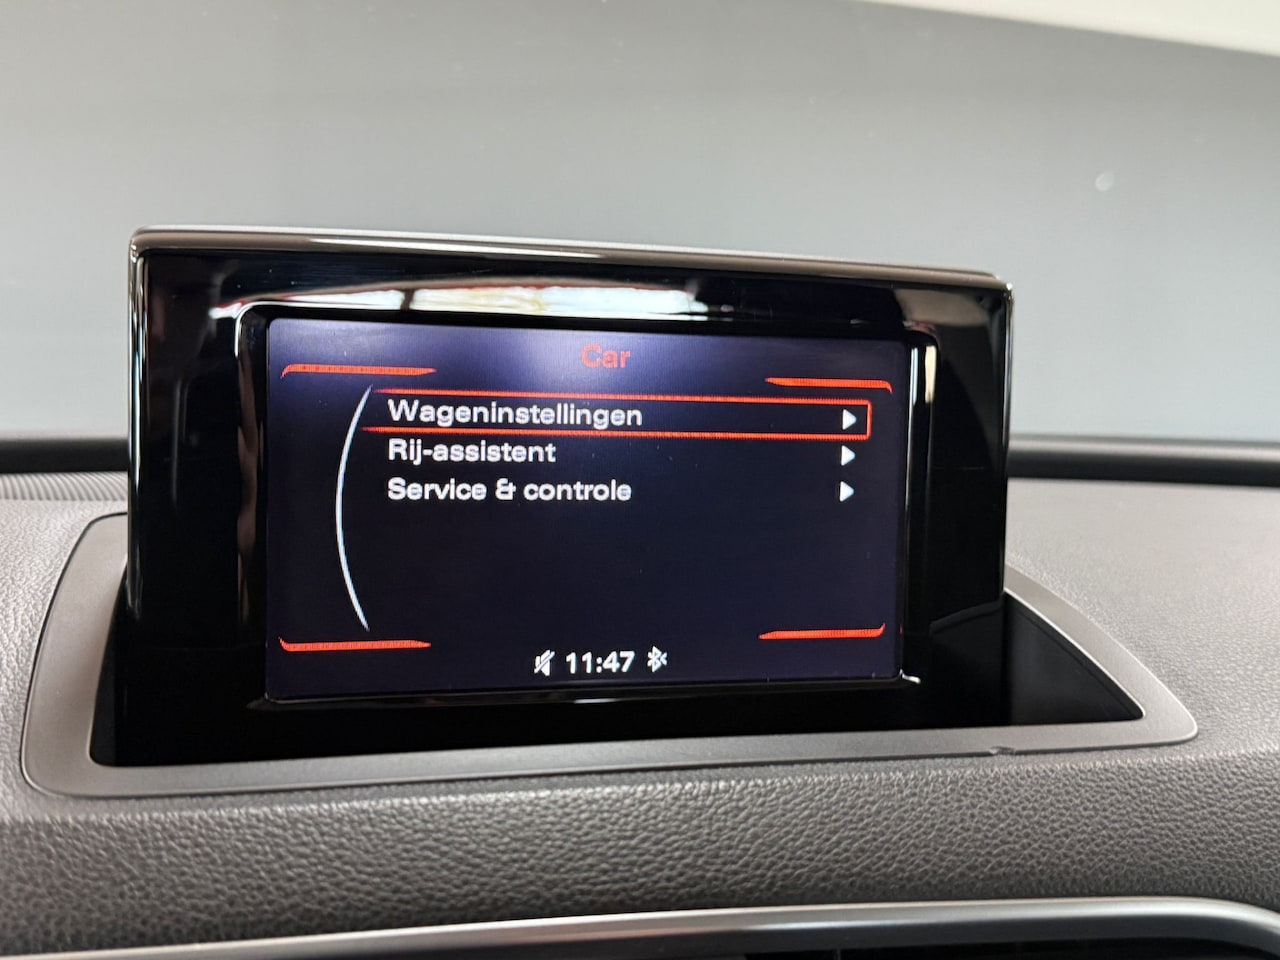 Car
Wageninstellingen
Rij-assistent
Service & controle
11:47